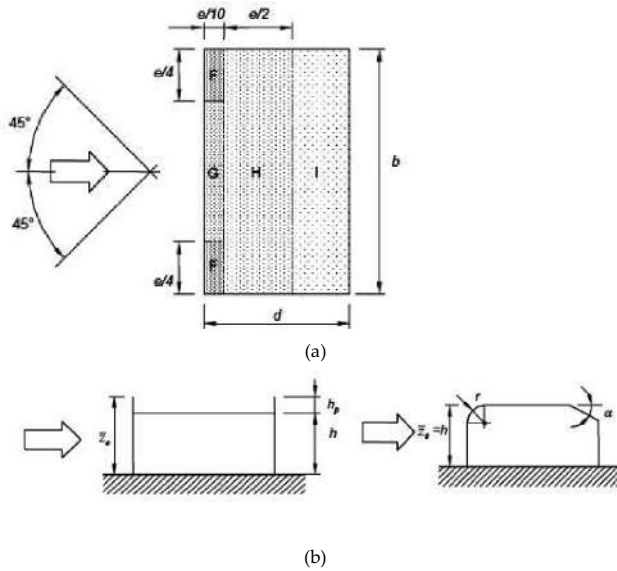 e/10 e/2
e/4
F
45°
G H I
b
45°
e/4
F
d
(a)
h_p
z_e
h
r
α
z_e = h
(b)